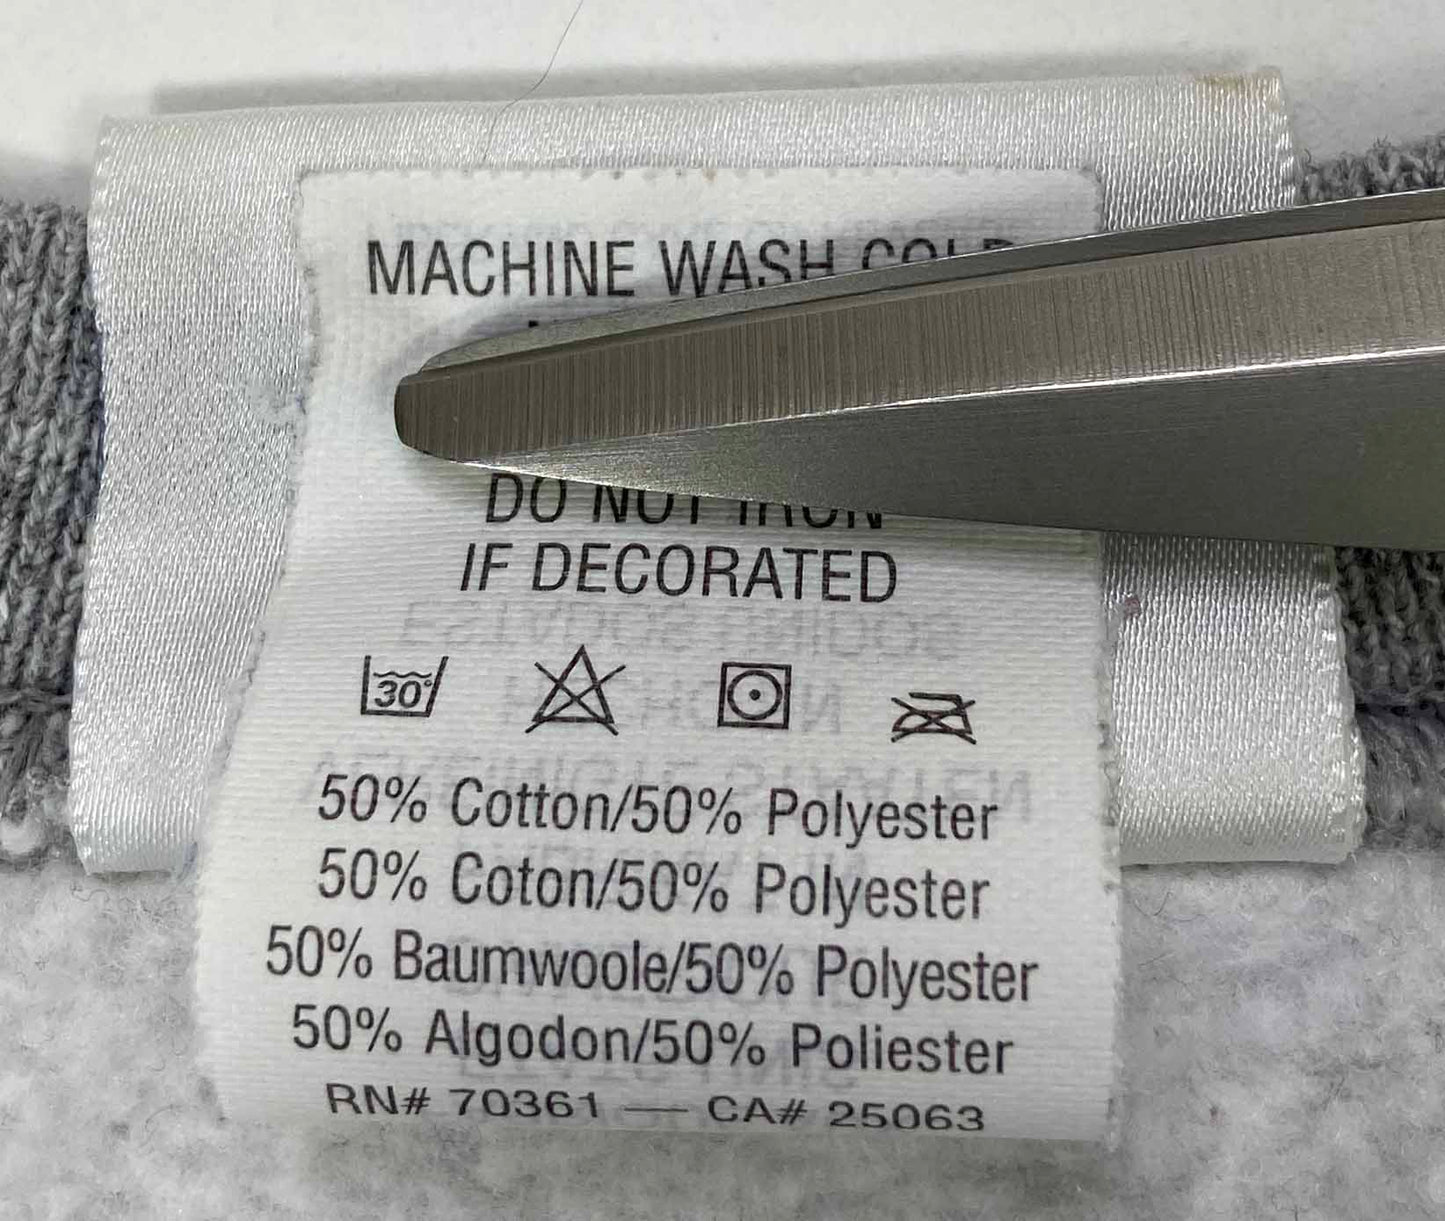 MACHINE WASH COLD
DO NOT IRON
IF DECORATED
30°
50% Cotton/50% Polyester
50% Coton/50% Polyester
50% Baumwoole/50% Polyester
50% Algodon/50% Poliester
RN# 70361 — CA# 25063